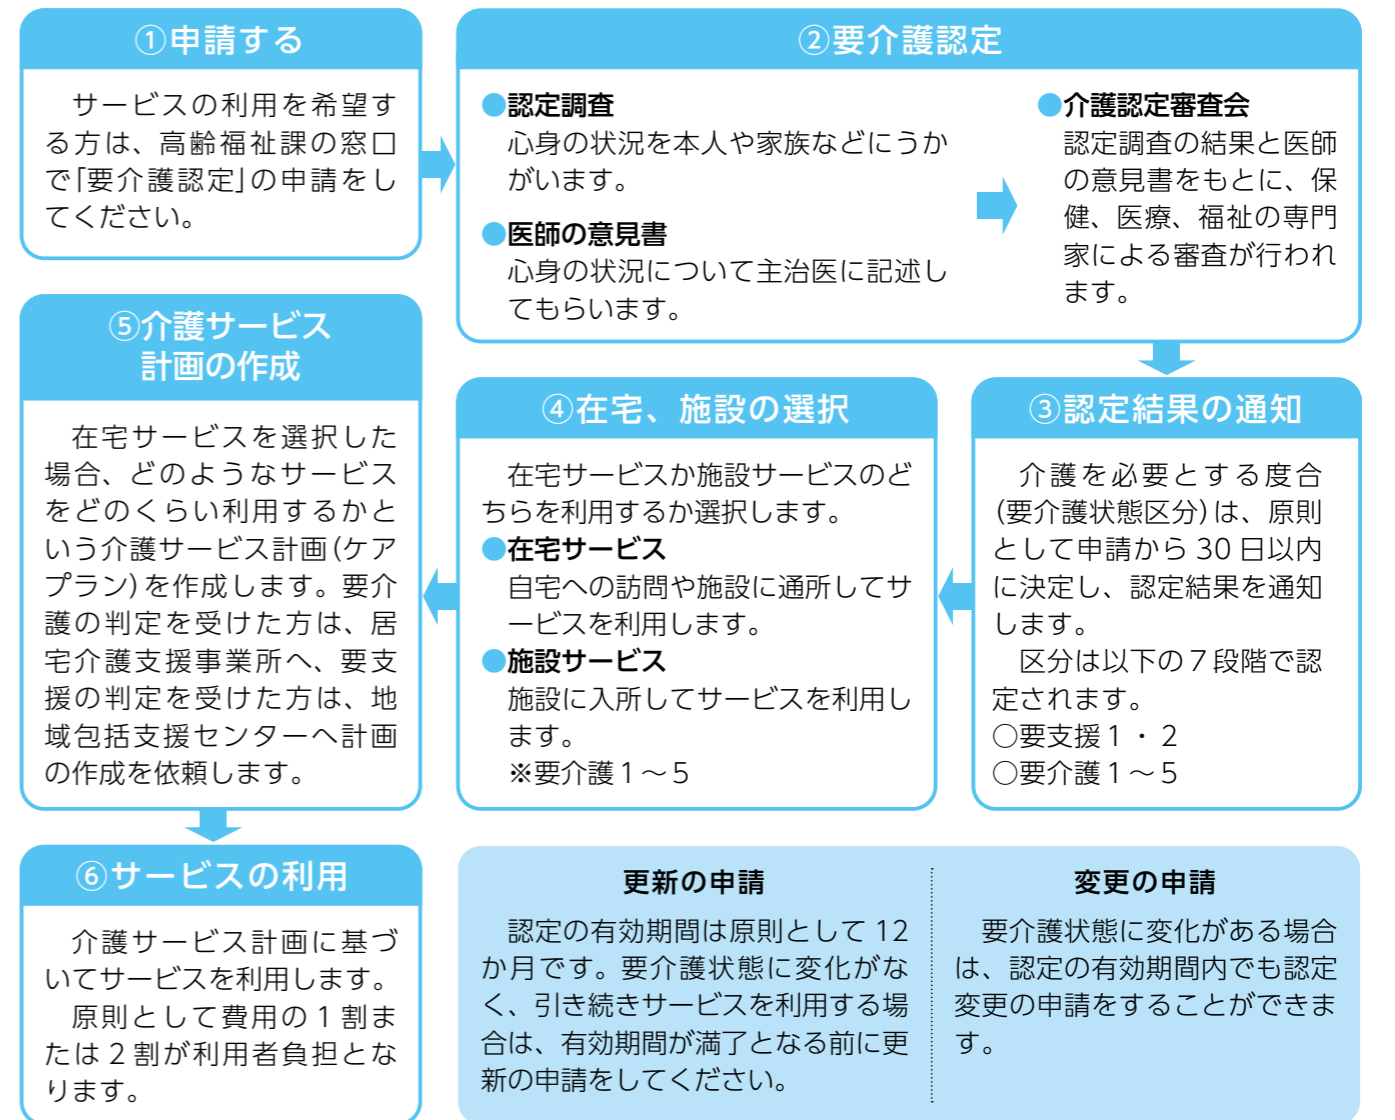 ①申請する
サービスの利用を希望す
る方は、高齢福祉課の窓口
で「要介護認定」の申請をし
てください。
②要介護認定
●認定調査
心身の状況を本人や家族などにうか
がいます。
●医師の意見書
心身の状況について主治医に記述し
てもらいます。
●介護認定審査会
認定調査の結果と医師
の意見書をもとに、保
健、医療、福祉の専門
家による審査が行われ
ます。
③認定結果の通知
介護を必要とする度合
(要介護状態区分)は、原則
として申請から 30 日以内
に決定し、認定結果を通知
します。
区分は以下の７段階で認
定されます。
○要支援１・２
○要介護１～５
④在宅、施設の選択
在宅サービスか施設サービスのど
ちらを利用するか選択します。
●在宅サービス
自宅への訪問や施設に通所してサ
ービスを利用します。
●施設サービス
施設に入所してサービスを利用し
ます。
※要介護１～５
⑤介護サービス
計画の作成
在宅サービスを選択した
場合、どのようなサービス
をどのくらい利用するかと
いう介護サービス計画(ケア
プラン)を作成します。要介
護の判定を受けた方は、居
宅介護支援事業所へ、要支
援の判定を受けた方は、地
域包括支援センターへ計画
の作成を依頼します。
⑥サービスの利用
介護サービス計画に基づ
いてサービスを利用します。
原則として費用の１割ま
たは２割が利用者負担とな
ります。
更新の申請
認定の有効期間は原則として 12
か月です。要介護状態に変化がな
く、引き続きサービスを利用する場
合は、有効期間が満了となる前に更
新の申請をしてください。
変更の申請
要介護状態に変化がある場合
は、認定の有効期間内でも認定
変更の申請をすることができま
す。